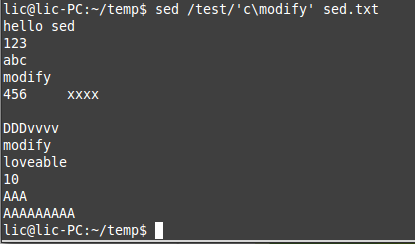 lic@lic-PC:~/temp$ sed /test/'c\modify' sed.txt
hello sed
123
abc
modify
456     xxxx

DDDvvvv
modify
loveable
10
AAA
AAAAAAAAA
lic@lic-PC:~/temp$